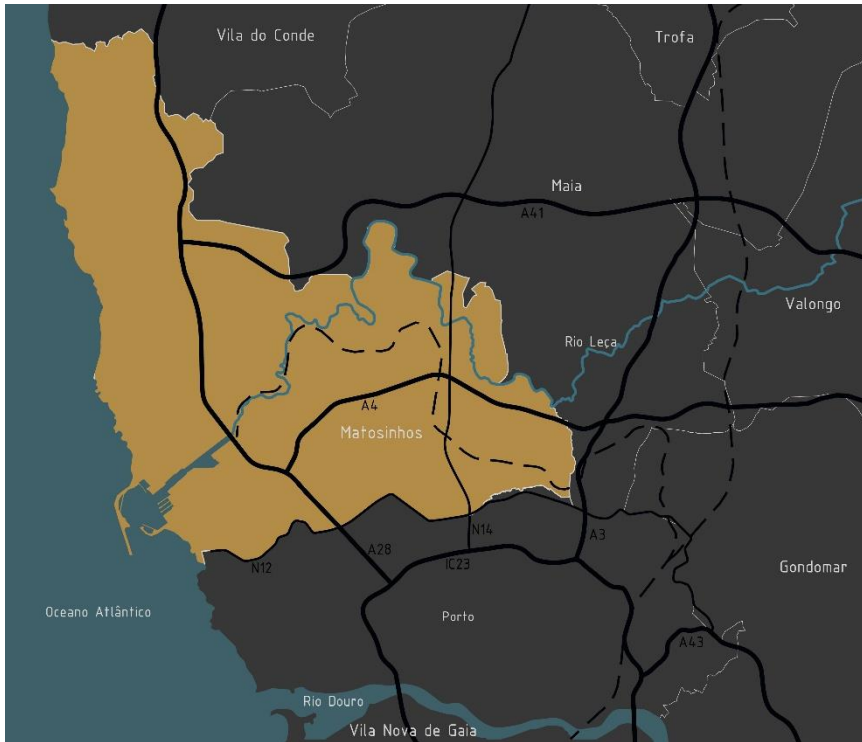 Vila do Conde
Trofa
Maia
A41
Valongo
Rio Leça
A4
Matosinhos
N14
A3
A28
IC23
N12
Gondomar
Oceano Atlântico
Porto
A43
Rio Douro
Vila Nova de Gaia